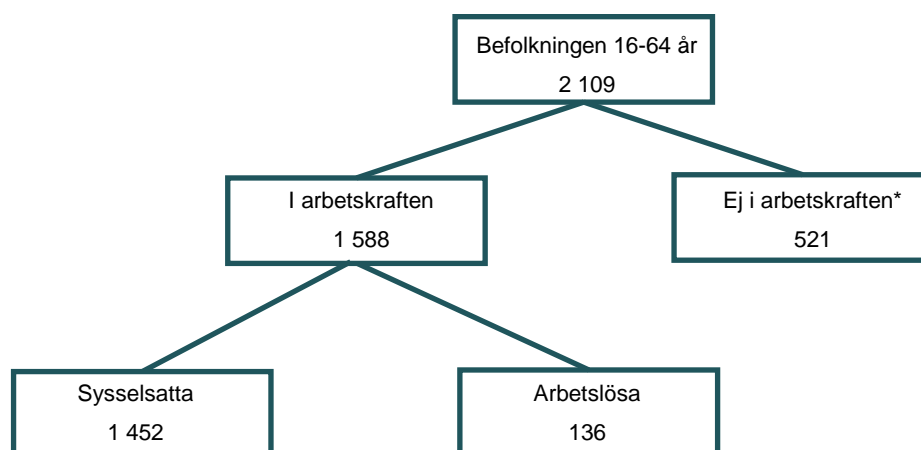 Befolkningen 16-64 år
2 109
I arbetskraften
1 588
Ej i arbetskraften*
521
Sysselsatta
1 452
Arbetslösa
136